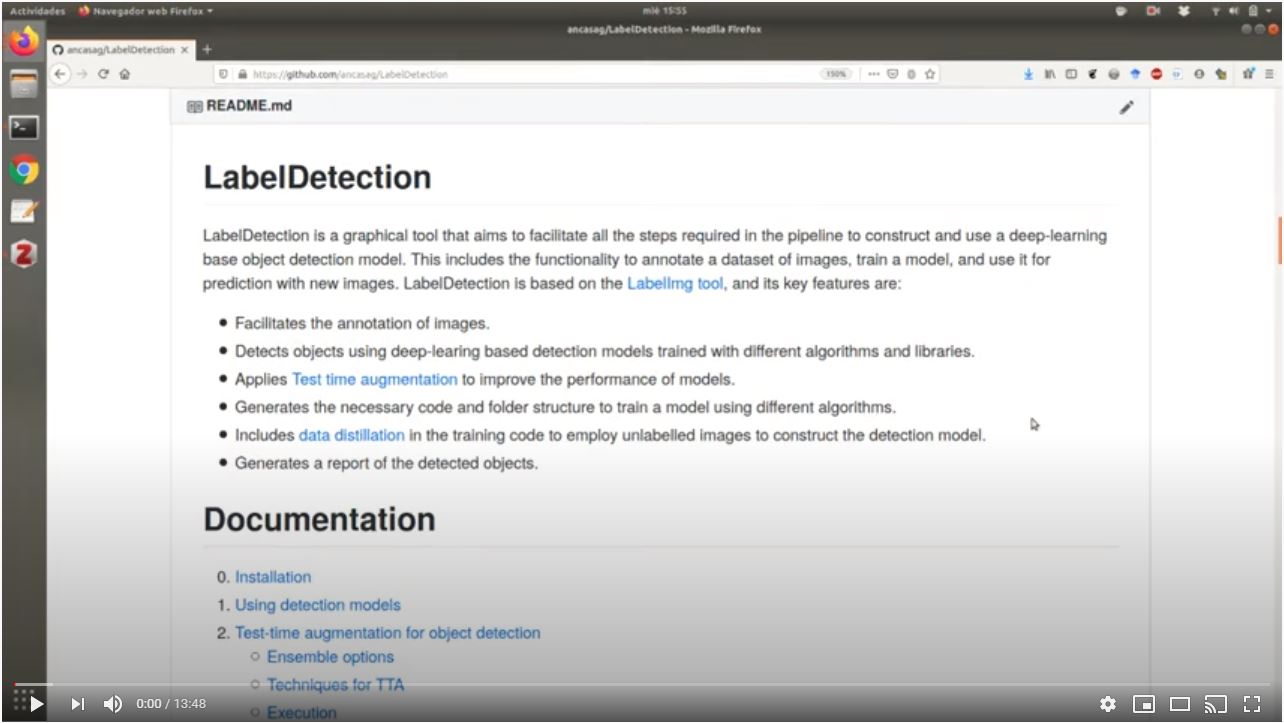 Actividades Navegador web Firefox mié 15:55
ancasag/LabelDetection - Mozilla Firefox
ancasag/LabelDetection
https://github.com/ancasag/LabelDetection 150%
README.md
LabelDetection
LabelDetection is a graphical tool that aims to facilitate all the steps required in the pipeline to construct and use a deep-learning
base object detection model. This includes the functionality to annotate a dataset of images, train a model, and use it for
prediction with new images. LabelDetection is based on the LabelImg tool, and its key features are:
Facilitates the annotation of images.
Detects objects using deep-learing based detection models trained with different algorithms and libraries.
Applies Test time augmentation to improve the performance of models.
Generates the necessary code and folder structure to train a model using different algorithms.
Includes data distillation in the training code to employ unlabelled images to construct the detection model.
Generates a report of the detected objects.
Documentation
0. Installation
1. Using detection models
2. Test-time augmentation for object detection
Ensemble options
Techniques for TTA
Execution
0:00 / 13:48